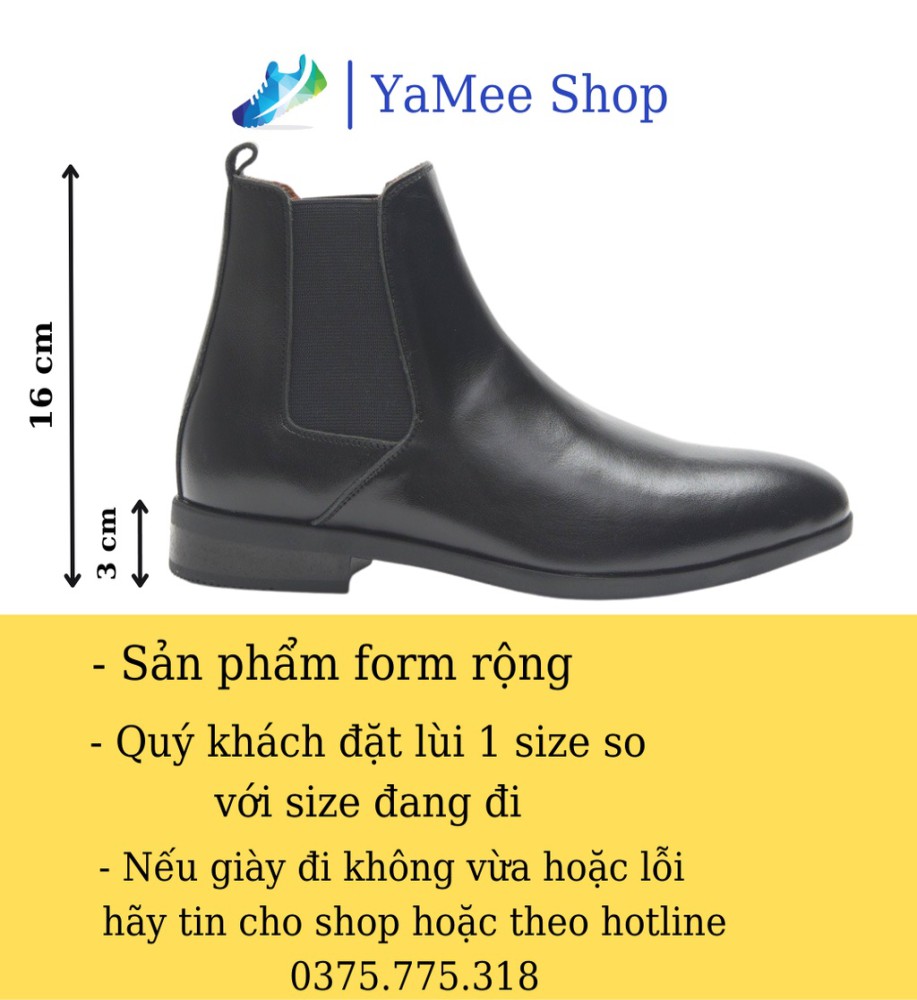 YaMee Shop
16 cm
3 cm
- Sản phẩm form rộng
- Quý khách đặt lùi 1 size so
với size đang đi
- Nếu giày đi không vừa hoặc lỗi
hãy tin cho shop hoặc theo hotline
0375.775.318